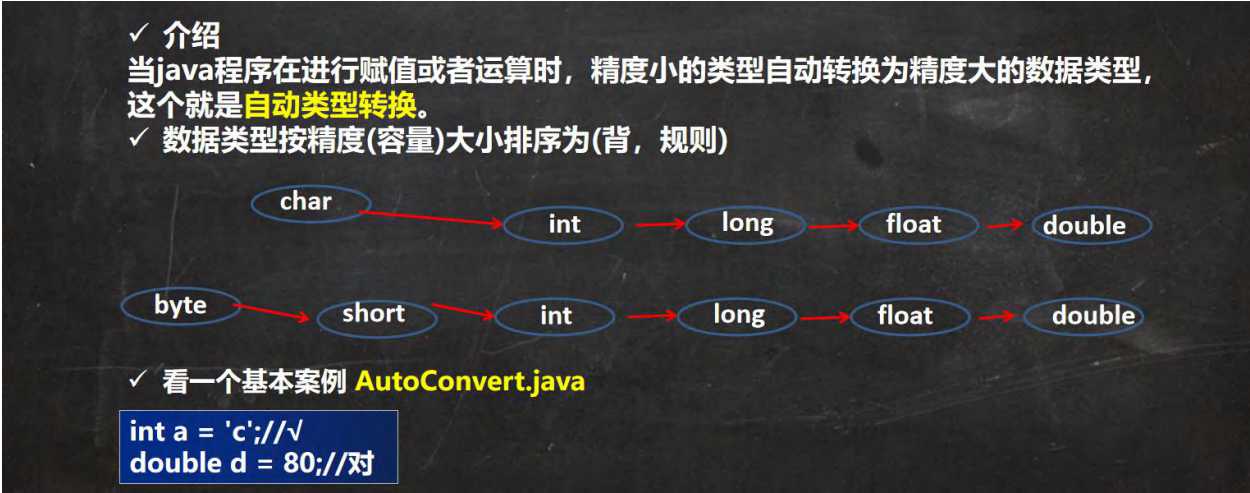 ✓ 介绍
当java程序在进行赋值或者运算时，精度小的类型自动转换为精度大的数据类型，
这个就是自动类型转换。
✓ 数据类型按精度(容量)大小排序为(背，规则)
char
int
long
float
double
byte
short
int
long
float
double
✓ 看一个基本案例 AutoConvert.java
int a = 'c';//√
double d = 80;//对